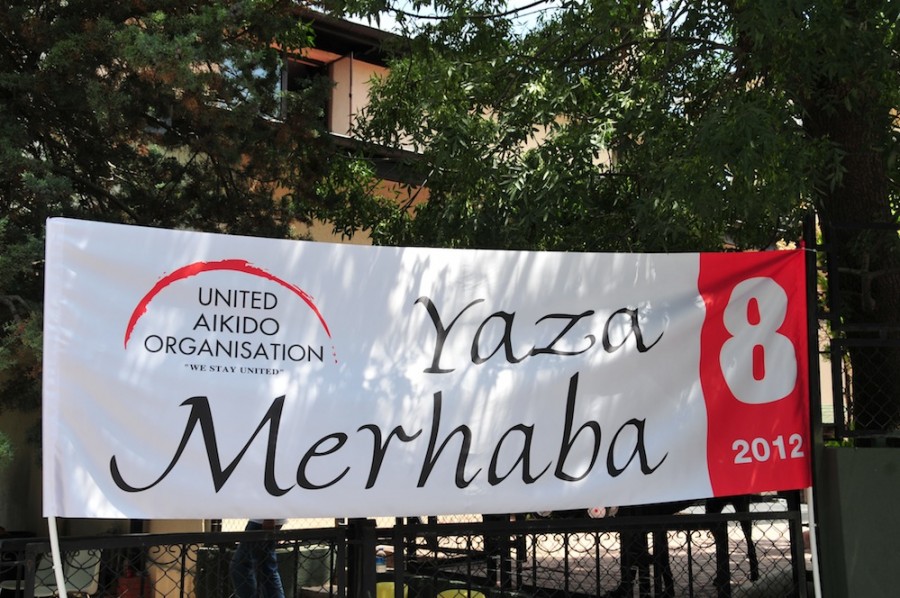 UNITED
AIKIDO
ORGANISATION
"WE STAY UNITED"
Yaza
Merhaba
8
2012